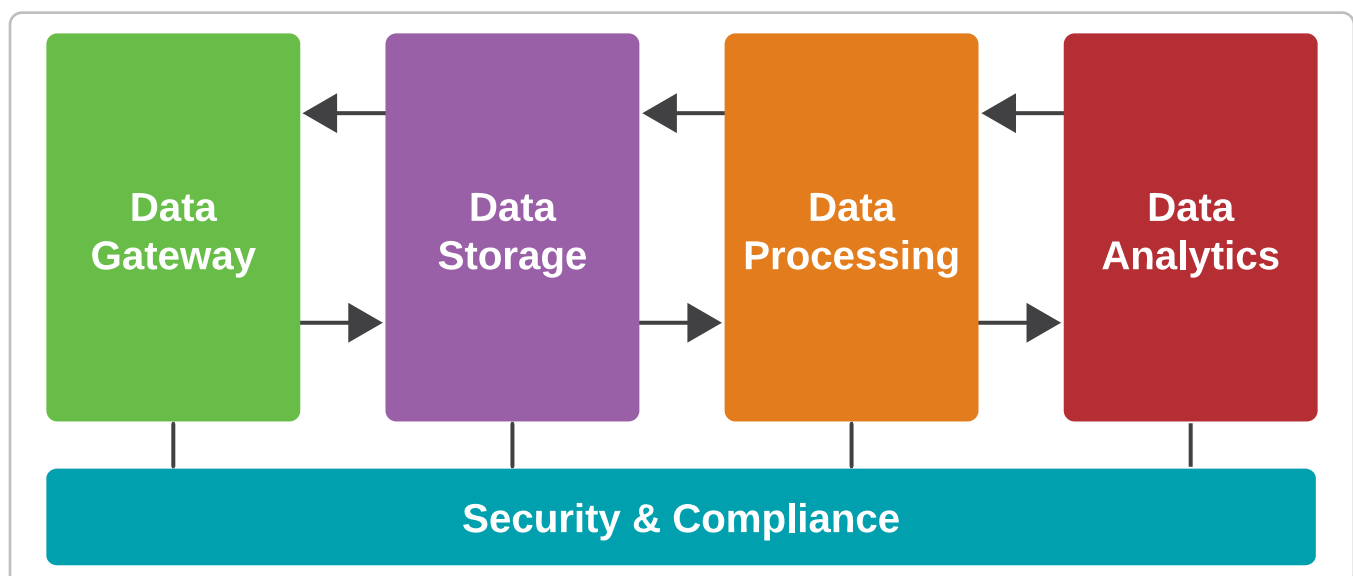 Data
Gateway
Data
Storage
Data
Processing
Data
Analytics
Security & Compliance